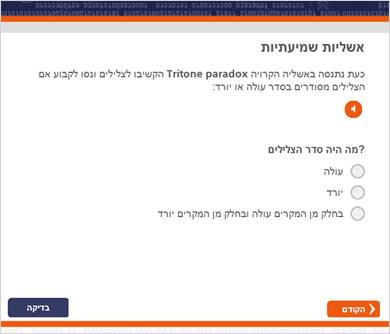 אשליות שמיעתיות
כעת נתנסה באשליה הקרויה Tritone paradox הקשיבו לצלילים ונסו לקבוע אם
הצלילים מסודרים בסדר עולה או יורד:
מה היה סדר הצלילים?
עולה
יורד
בחלק מן המקרים עולה ובחלק מן המקרים יורד
הקודם
בדיקה